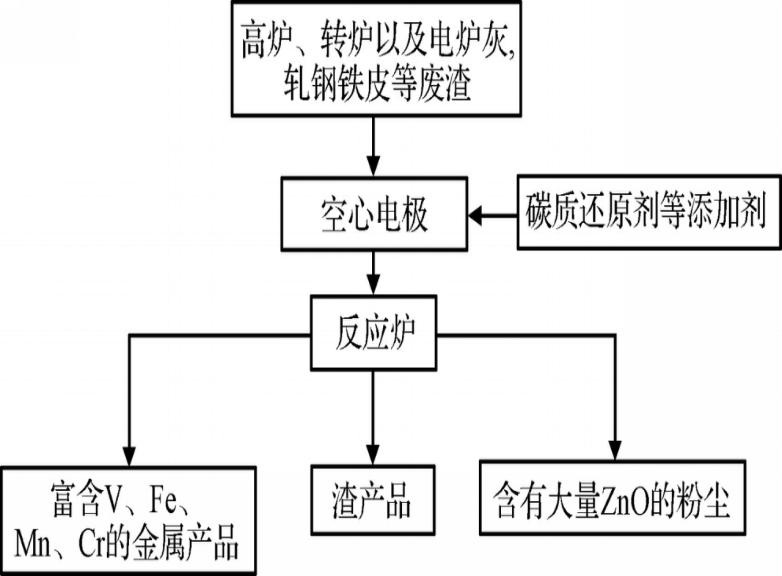 高炉、转炉以及电炉灰,
轧钢铁皮等废渣
空心电极
碳质还原剂等添加剂
反应炉
富含V、Fe、
Mn、Cr的金属产品
渣产品
含有大量ZnO的粉尘